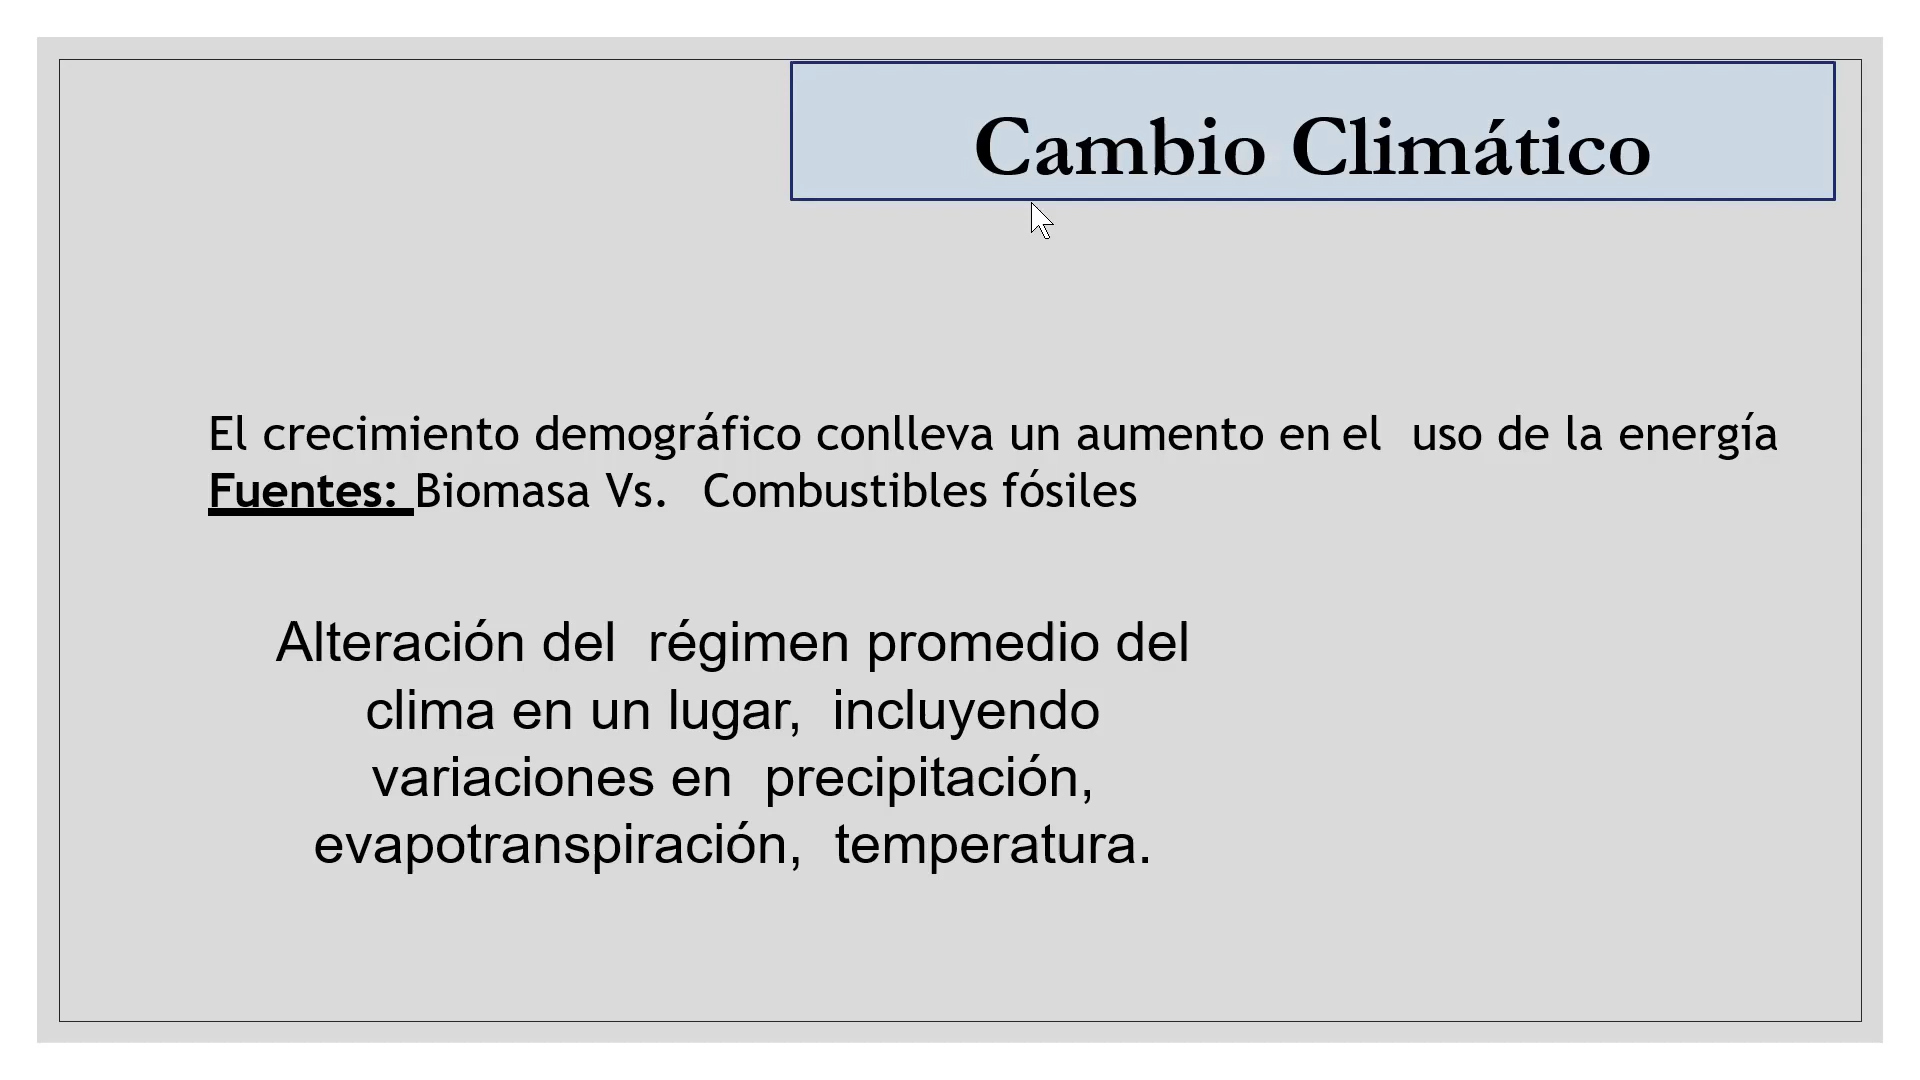 Cambio Climático
El crecimiento demográfico conlleva un aumento en el uso de la energía
Fuentes: Biomasa Vs. Combustibles fósiles
Alteración del régimen promedio del
clima en un lugar, incluyendo
variaciones en precipitación,
evapotranspiración, temperatura.